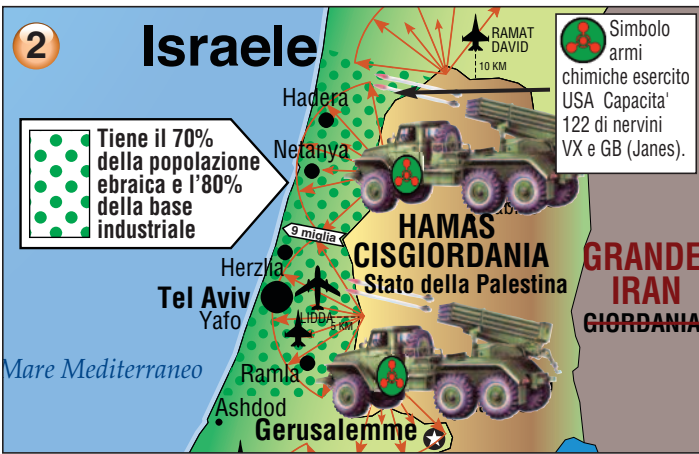 2
Israele
RAMAT
DAVID
10 KM
Simbolo
armi
chimiche esercito
USA Capacita'
122 di nervini
VX e GB (Janes).
Hadera
Tiene il 70%
della popolazione
ebraica e l'80%
della base
industriale
Netanya
9 miglia
HAMAS
CISGIORDANIA
Stato della Palestina
GRANDE
IRAN
GIORDANIA
Herzlia
Tel Aviv
Yafo
LIDDA
5 KM
Mare Mediterraneo
Ramla
Ashdod
Gerusalemme